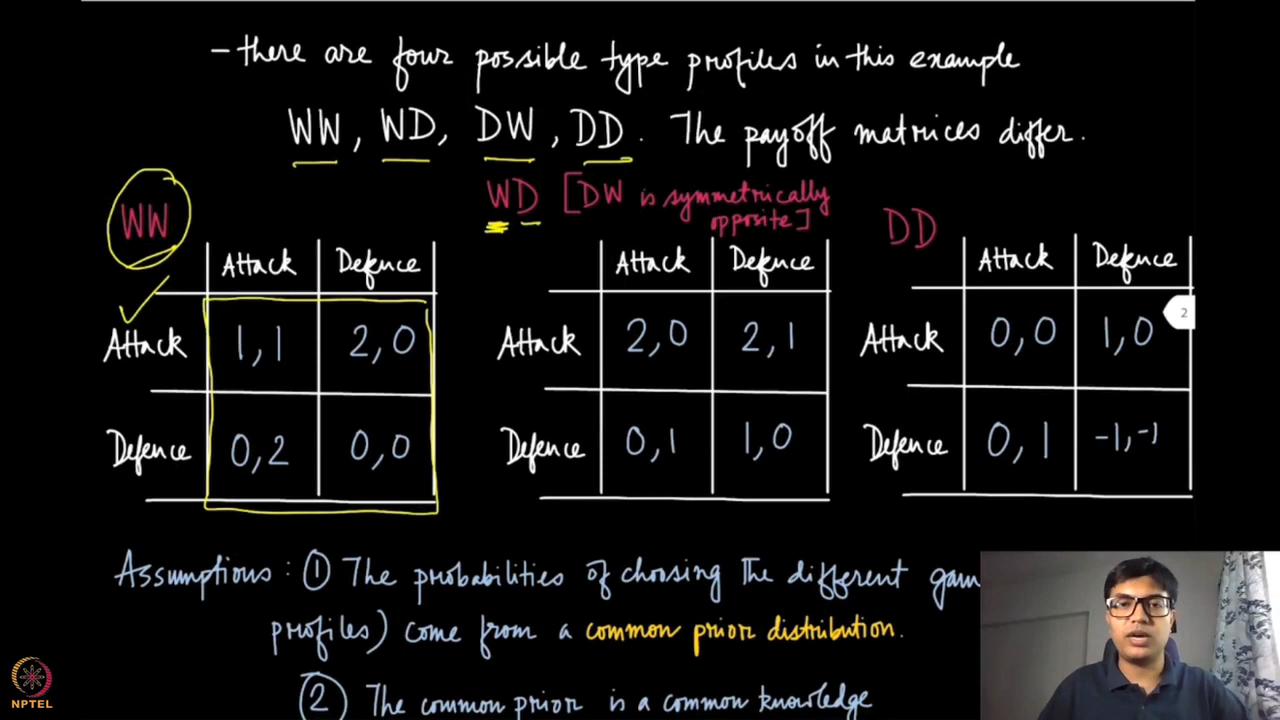 - there are four possible type profiles in this example
WW, WD, DW, DD. The payoff matrices differ.
WW
WD [DW is symmetrically
opposite]
DD
Attack Defence
Attack 1,1 2,0
Defence 0,2 0,0
Attack Defence
Attack 2,0 2,1
Defence 0,1 1,0
Attack Defence
Attack 0,0 1,0
Defence 0,1 -1,-1
2
Assumptions: ① The probabilities of choosing the different
profiles) come from a common prior distribution.
② The common prior is a common knowledge
NPTEL